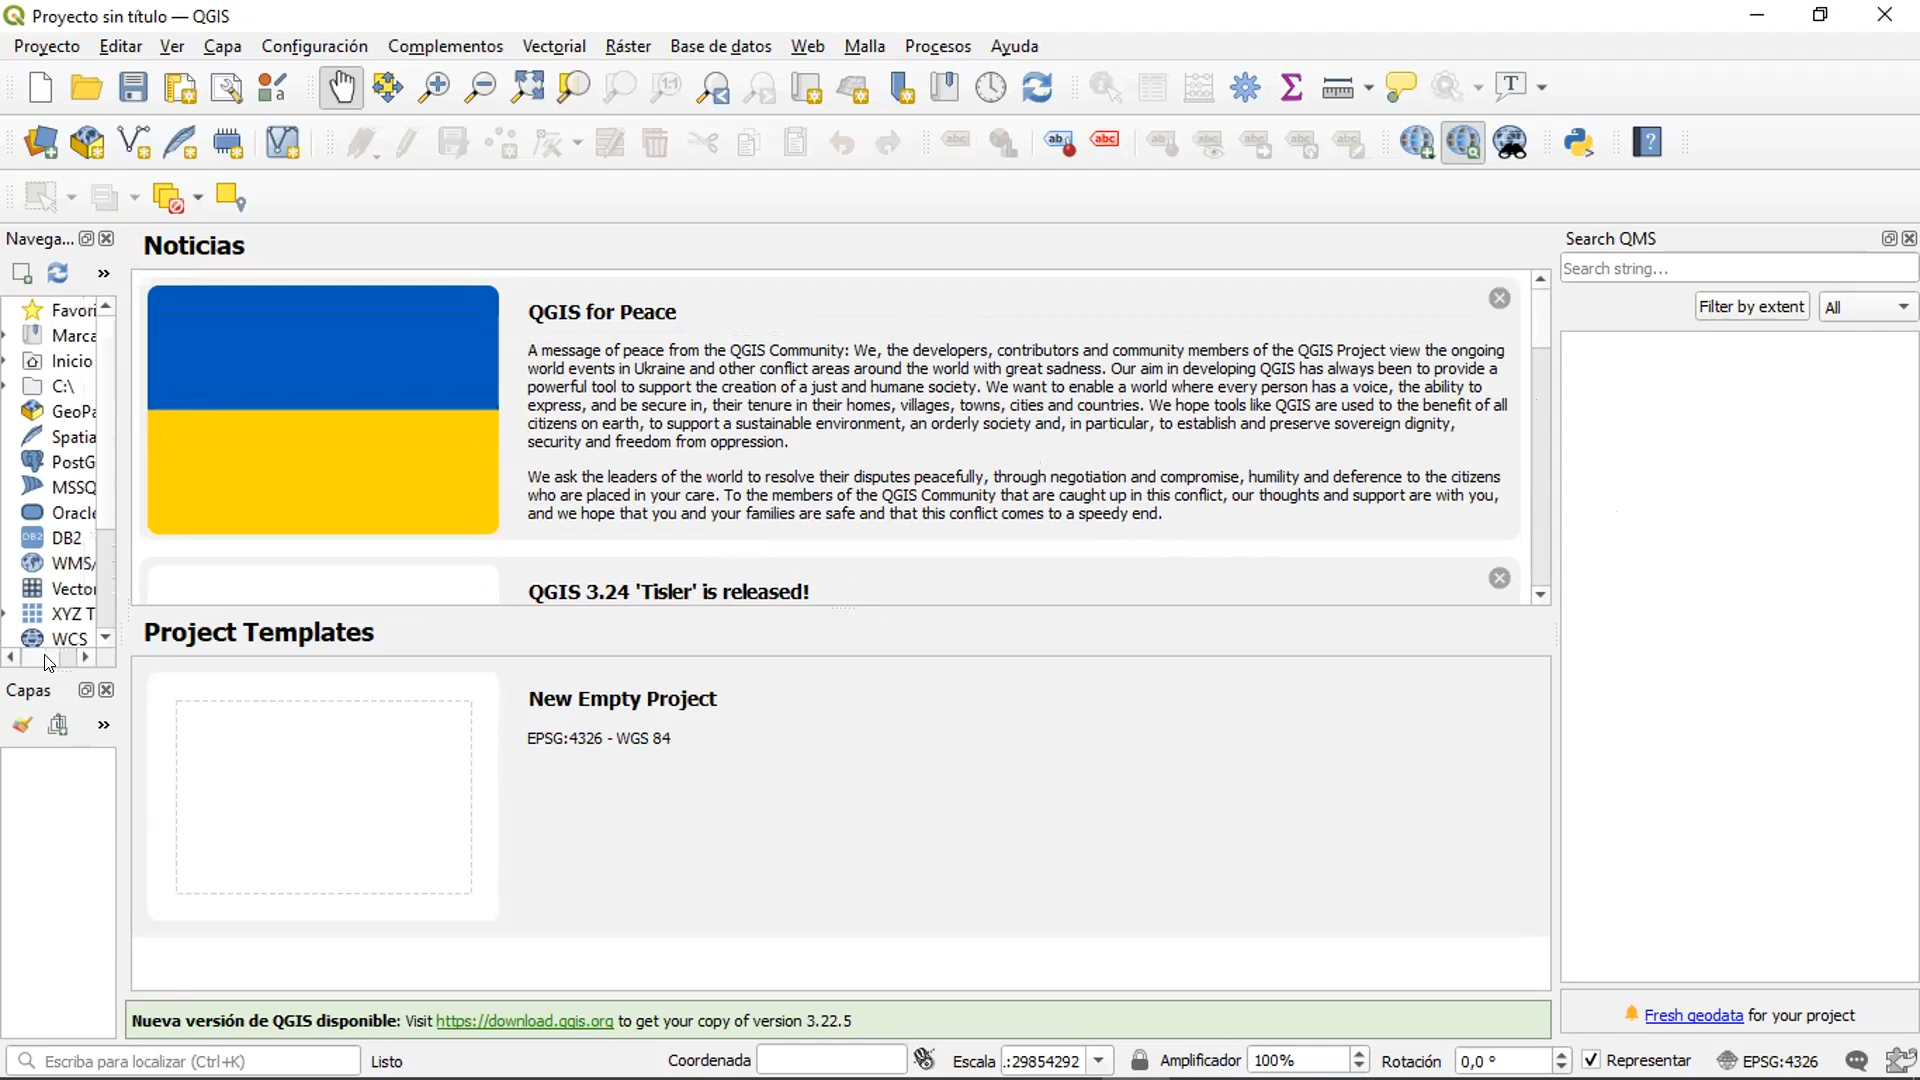 Proyecto sin título — QGIS
Proyecto Editar Ver Capa Configuración Complementos Vectorial Ráster Base de datos Web Malla Procesos Ayuda
Navega...
Noticias
Search QMS
Search string...
Filter by extent All
Favori
Marca
Inicio
C:\
GeoPa
Spatia
PostG
MSSQ
Oracle
DB2
WMS/
Vector
XYZ T
WCS
QGIS for Peace
A message of peace from the QGIS Community: We, the developers, contributors and community members of the QGIS Project view the ongoing
world events in Ukraine and other conflict areas around the world with great sadness. Our aim in developing QGIS has always been to provide a
powerful tool to support the creation of a just and humane society. We want to enable a world where every person has a voice, the ability to
express, and be secure in, their tenure in their homes, villages, towns, cities and countries. We hope tools like QGIS are used to the benefit of all
citizens on earth, to support a sustainable environment, an orderly society and, in particular, to establish and preserve sovereign dignity,
security and freedom from oppression.
We ask the leaders of the world to resolve their disputes peacefully, through negotiation and compromise, humility and deference to the citizens
who are placed in your care. To the members of the QGIS Community that are caught up in this conflict, our thoughts and support are with you,
and we hope that you and your families are safe and that this conflict comes to a speedy end.
QGIS 3.24 'Tisler' is released!
Capas
Project Templates
New Empty Project
EPSG:4326 - WGS 84
Nueva versión de QGIS disponible: Visit https://download.qgis.org to get your copy of version 3.22.5
Fresh geodata for your project
Escriba para localizar (Ctrl+K) Listo Coordenada Escala .:29854292 Amplificador 100% Rotación 0,0 ° Representar EPSG:4326